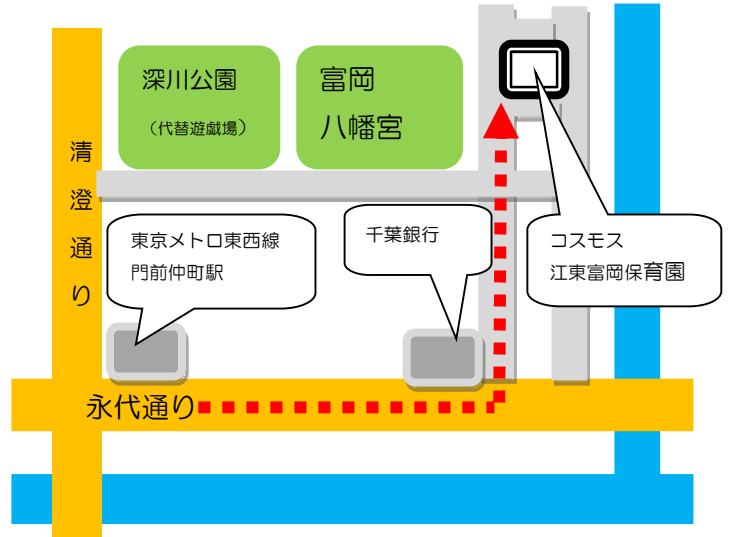 深川公園
（代替遊戯場）
富岡
八幡宮
清澄通り
東京メトロ東西線
門前仲町駅
千葉銀行
コスモス
江東富岡保育園
永代通り